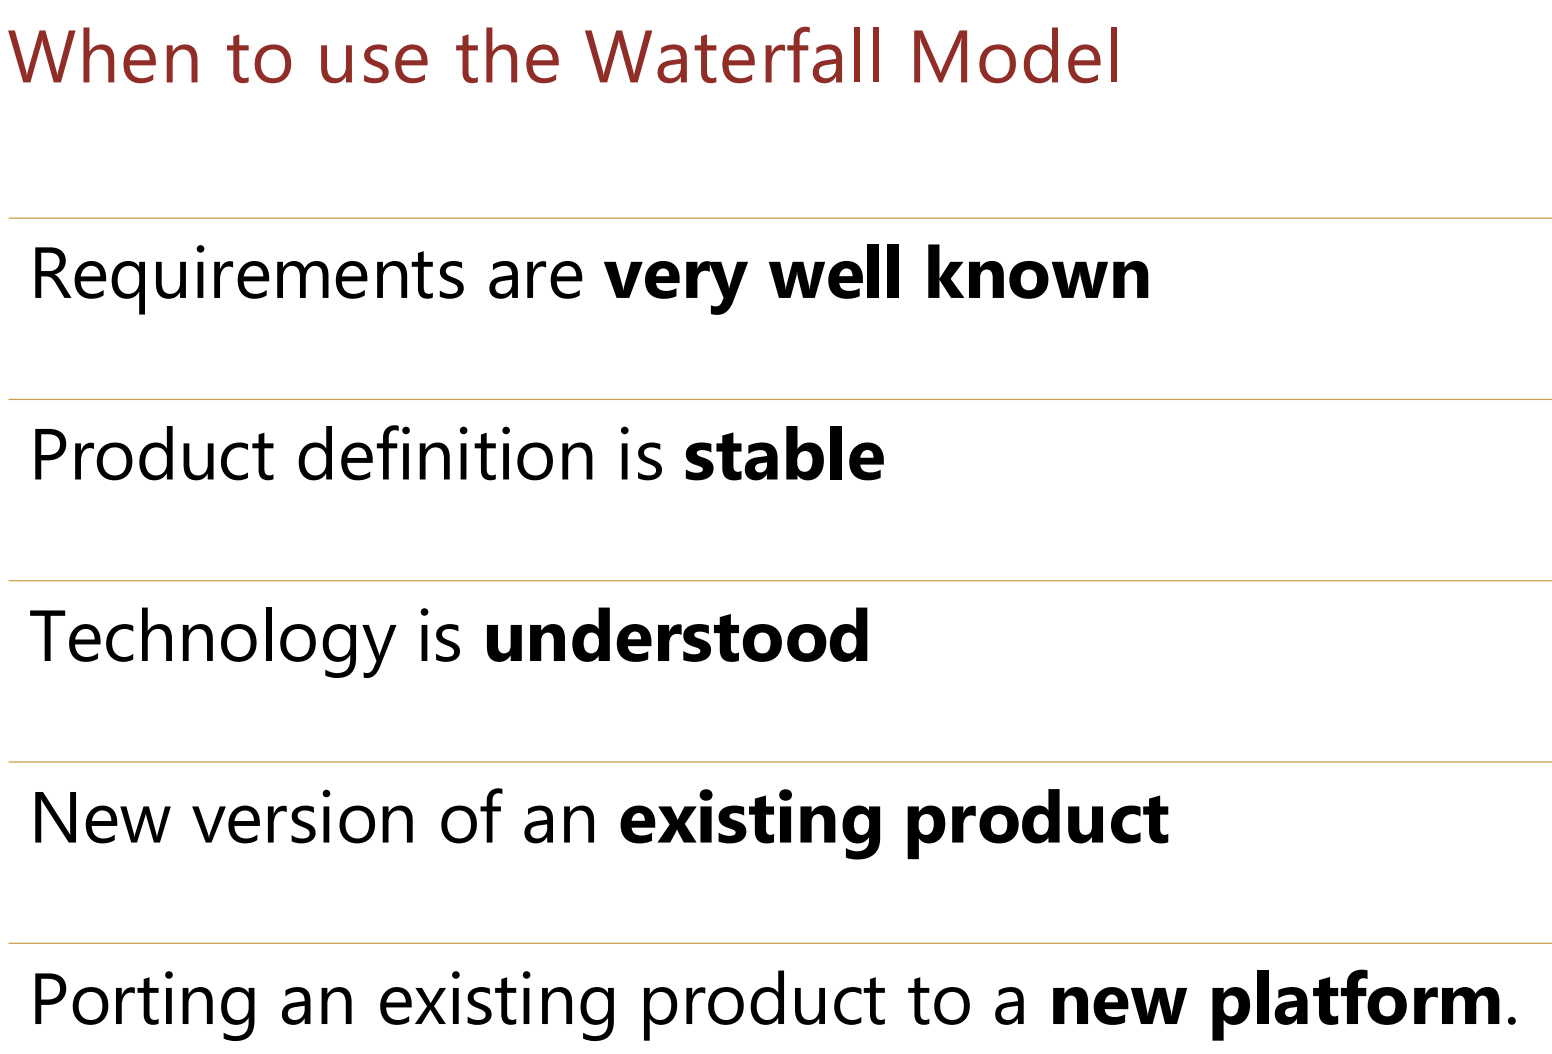 When to use the Waterfall Model
Requirements are very well known
Product definition is stable
Technology is understood
New version of an existing product
Porting an existing product to a new platform.